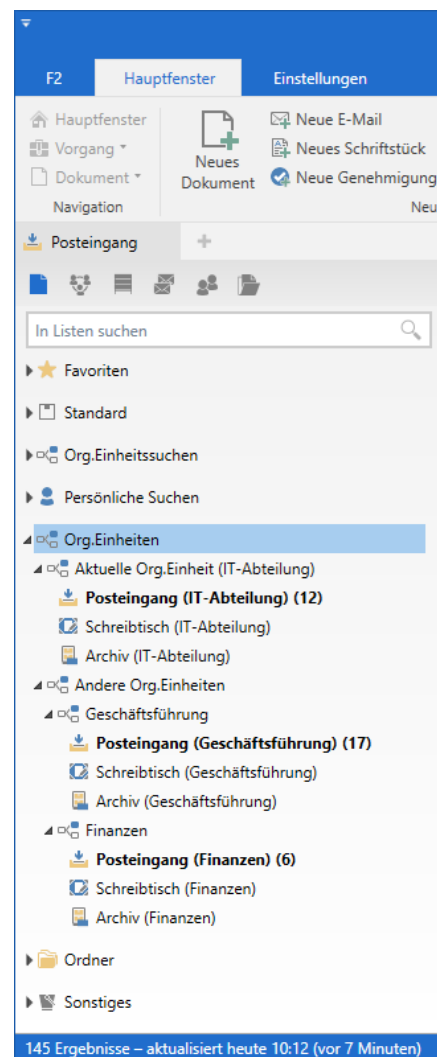 F2 Hauptfenster Einstellungen
Hauptfenster
Vorgang
Dokument
Navigation
Neues
Dokument
Neue E-Mail
Neues Schriftstück
Neue Genehmigung
Neu
Posteingang +
In Listen suchen
Favoriten
Standard
Org.Einheitssuchen
Persönliche Suchen
Org.Einheiten
Aktuelle Org.Einheit (IT-Abteilung)
Posteingang (IT-Abteilung) (12)
Schreibtisch (IT-Abteilung)
Archiv (IT-Abteilung)
Andere Org.Einheiten
Geschäftsführung
Posteingang (Geschäftsführung) (17)
Schreibtisch (Geschäftsführung)
Archiv (Geschäftsführung)
Finanzen
Posteingang (Finanzen) (6)
Schreibtisch (Finanzen)
Archiv (Finanzen)
Ordner
Sonstiges
145 Ergebnisse – aktualisiert heute 10:12 (vor 7 Minuten)